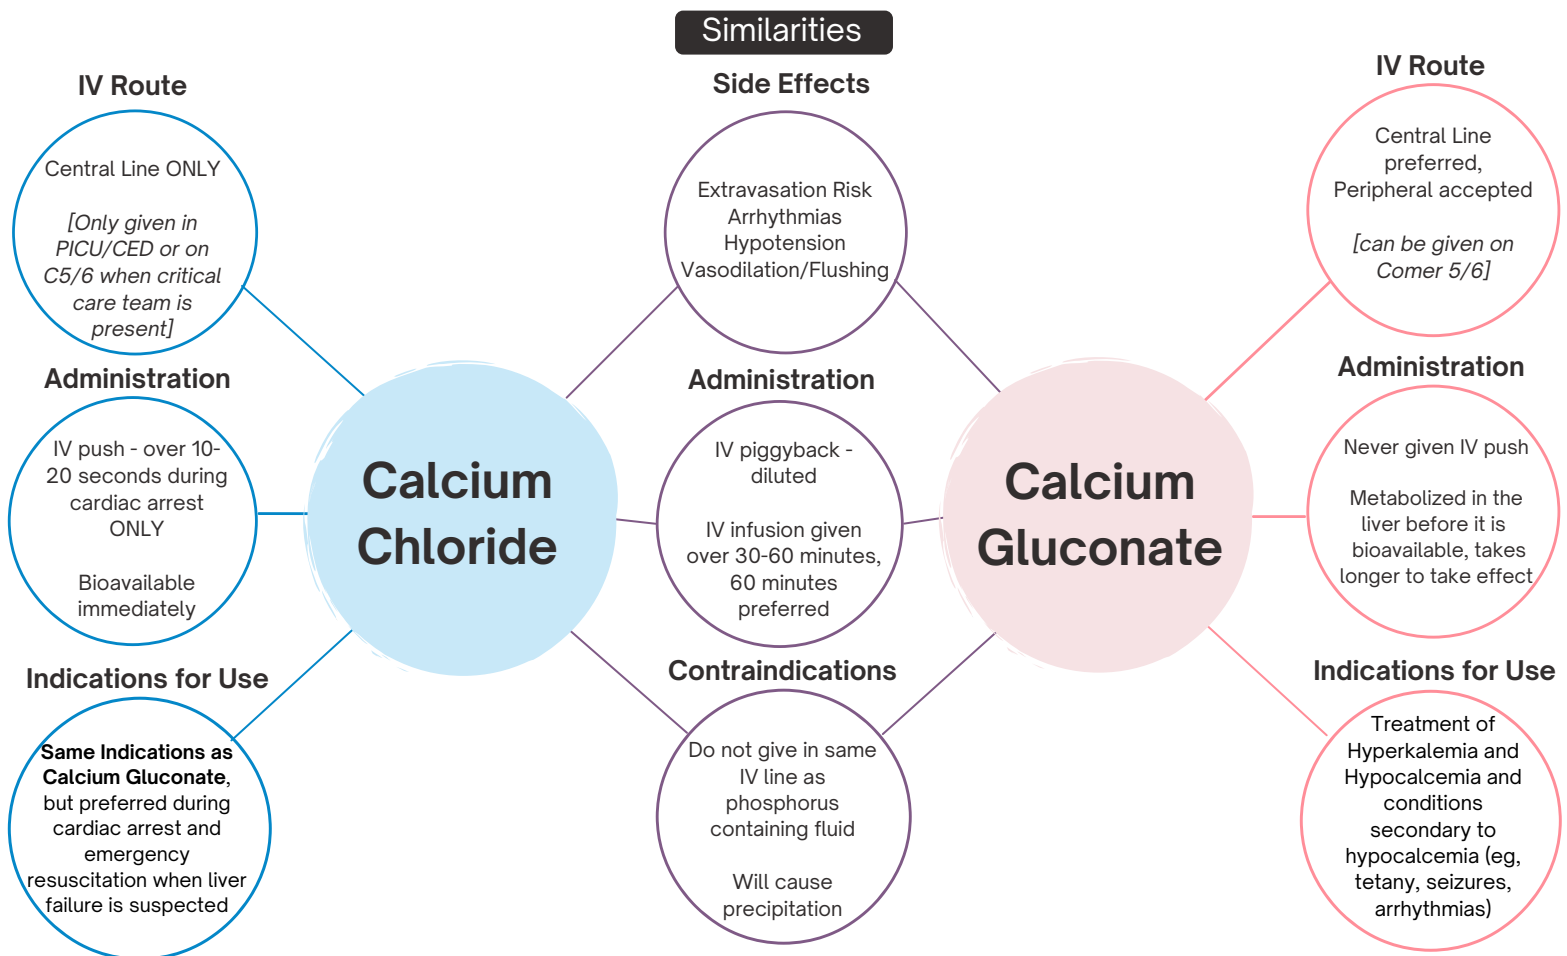 Similarities
IV Route
Central Line ONLY
[Only given in
PICU/CED or on
C5/6 when critical
care team is
present]
Administration
IV push - over 10-
20 seconds during
cardiac arrest
ONLY
Bioavailable
immediately
Indications for Use
Same Indications as
Calcium Gluconate,
but preferred during
cardiac arrest and
emergency
resuscitation when liver
failure is suspected
Calcium
Chloride
Side Effects
Extravasation Risk
Arrhythmias
Hypotension
Vasodilation/Flushing
Administration
IV piggyback -
diluted
IV infusion given
over 30-60 minutes,
60 minutes
preferred
Contraindications
Do not give in same
IV line as
phosphorus
containing fluid
Will cause
precipitation
Calcium
Gluconate
IV Route
Central Line
preferred,
Peripheral accepted
[can be given on
Comer 5/6]
Administration
Never given IV push
Metabolized in the
liver before it is
bioavailable, takes
longer to take effect
Indications for Use
Treatment of
Hyperkalemia and
Hypocalcemia and
conditions
secondary to
hypocalcemia (eg,
tetany, seizures,
arrhythmias)